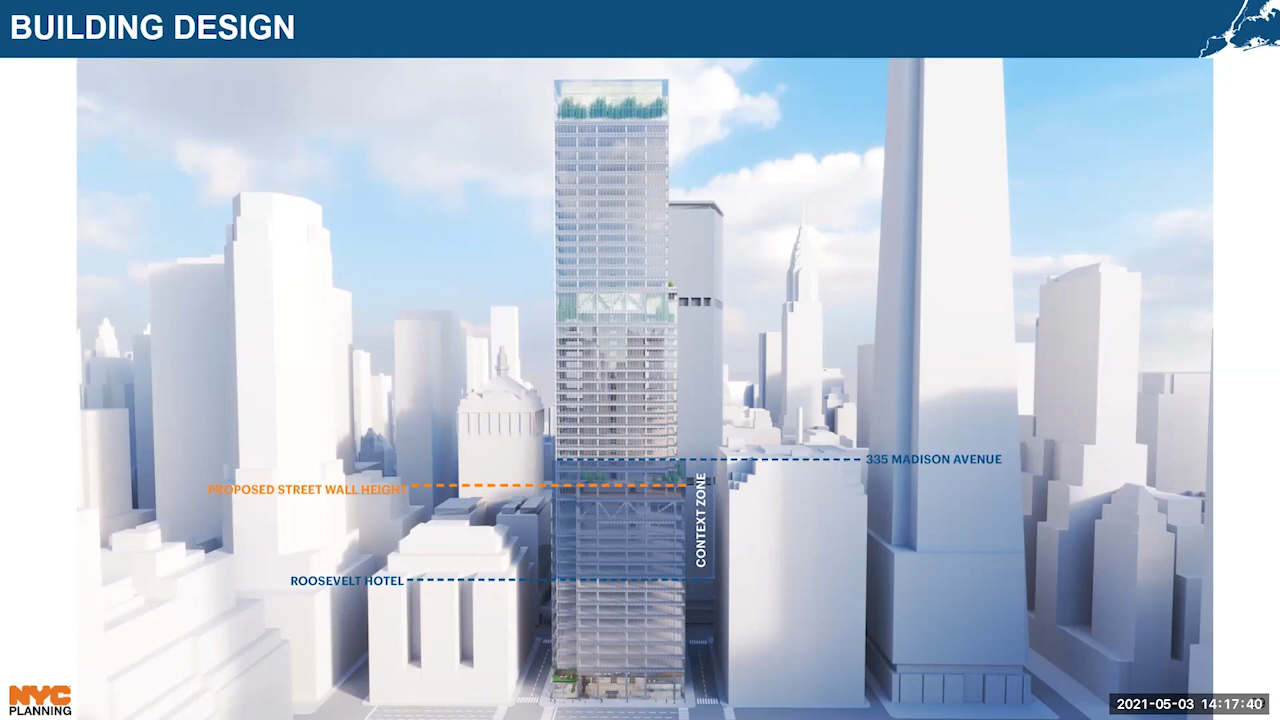 BUILDING DESIGN
335 MADISON AVENUE
PROPOSED STREET WALL HEIGHT
CONTEXT ZONE
ROOSEVELT HOTEL
NYC
PLANNING
2021-05-03 14:17:40